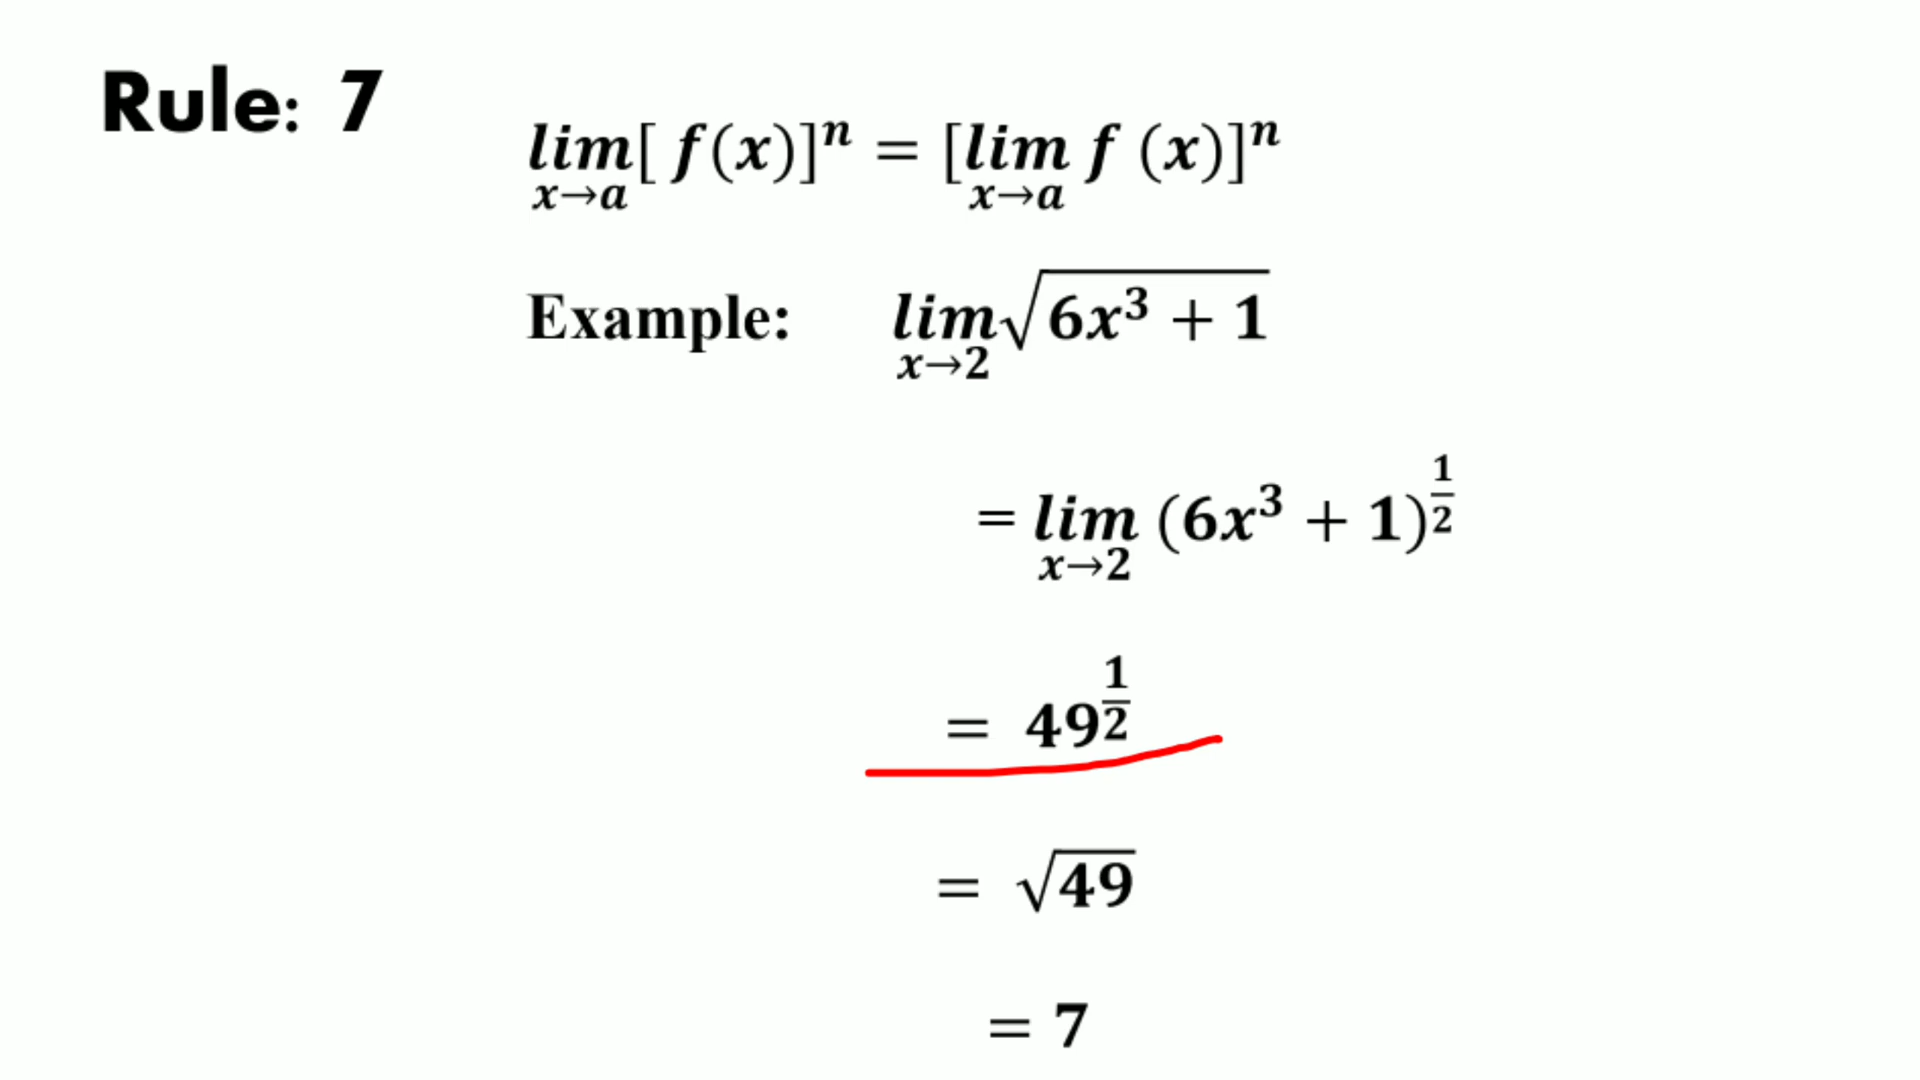 Rule: 7
lim[ f(x)]ⁿ = [lim f (x)]ⁿ
x→a x→a
Example: lim√6x³ + 1
x→2
= lim (6x³ + 1)^1/2
x→2
= 49^1/2
= √49
= 7